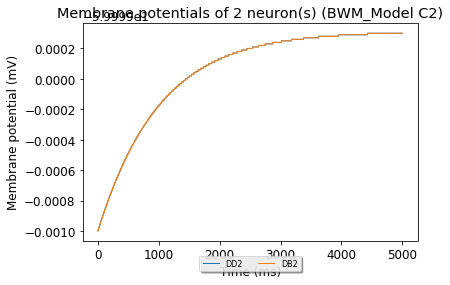 Membrane potentials of 2 neuron(s) (BWM_Model C2)
−5.9999e1
Membrane potential (mV)
0.0002
0.0000
−0.0002
−0.0004
−0.0006
−0.0008
−0.0010
0 1000 2000 3000 4000 5000
Time (ms)
DD2 DB2